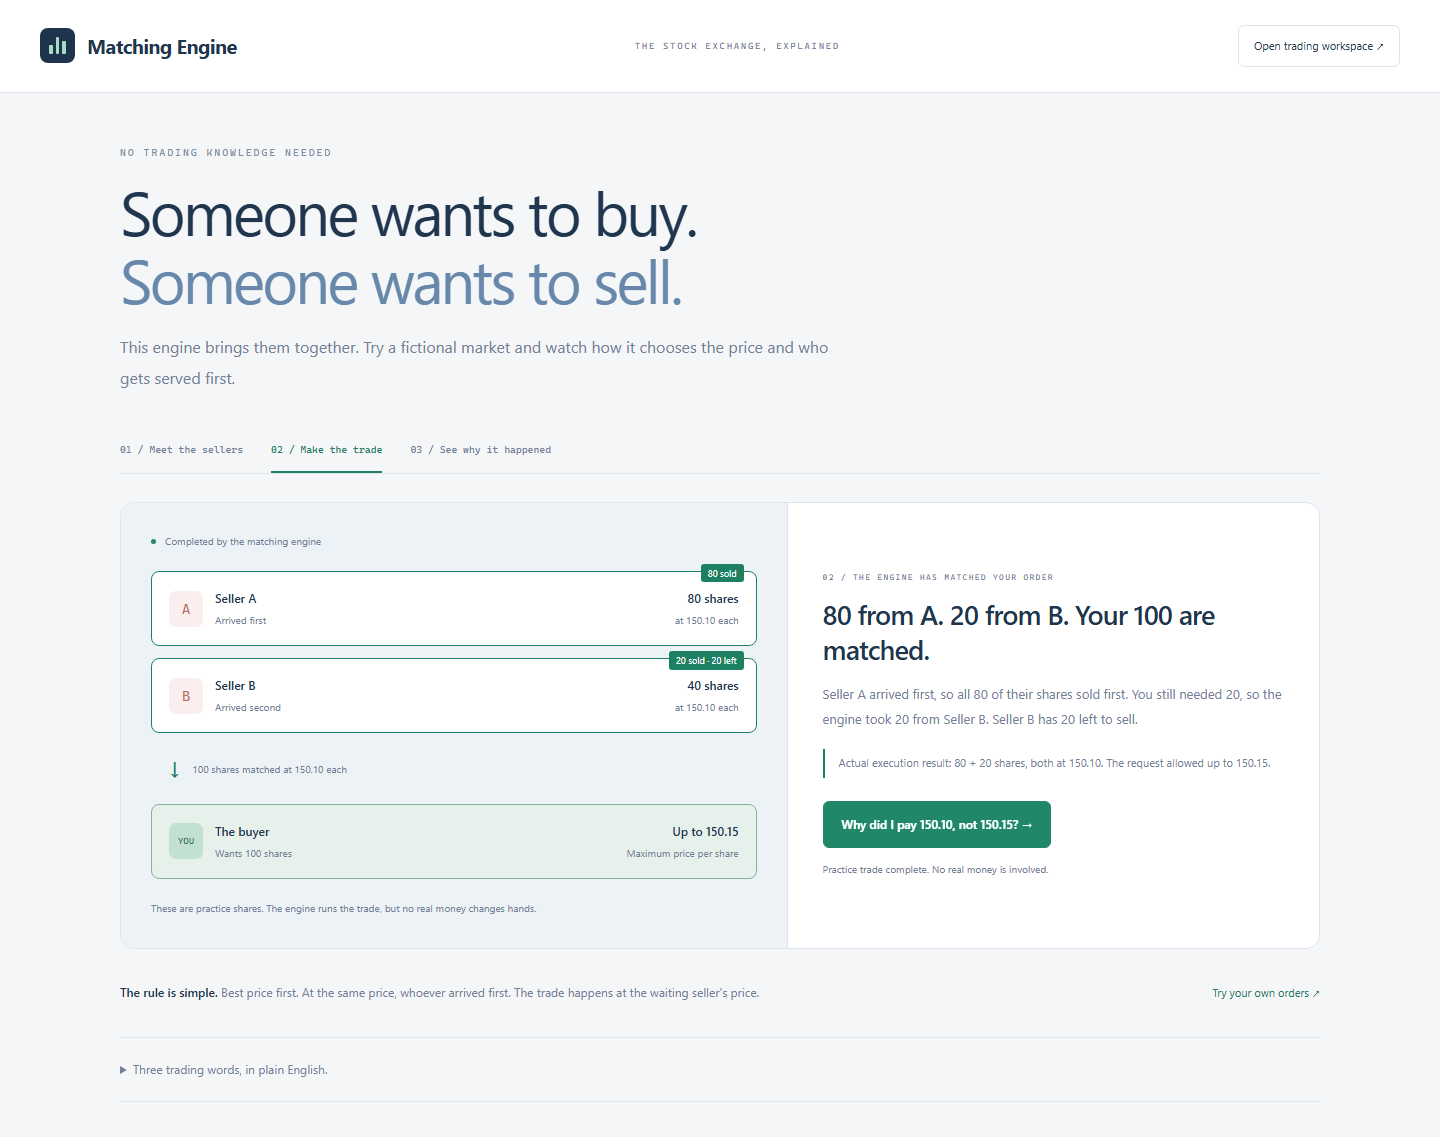 Matching Engine
THE STOCK EXCHANGE, EXPLAINED
Open trading workspace ↗
NO TRADING KNOWLEDGE NEEDED
Someone wants to buy.
Someone wants to sell.
This engine brings them together. Try a fictional market and watch how it chooses the price and who
gets served first.
01 / Meet the sellers
02 / Make the trade
03 / See why it happened
Completed by the matching engine
80 sold
A
Seller A
80 shares
Arrived first
at 150.10 each
20 sold · 20 left
B
Seller B
40 shares
Arrived second
at 150.10 each
↓ 100 shares matched at 150.10 each
YOU
The buyer
Up to 150.15
Wants 100 shares
Maximum price per share
These are practice shares. The engine runs the trade, but no real money changes hands.
02 / THE ENGINE HAS MATCHED YOUR ORDER
80 from A. 20 from B. Your 100 are
matched.
Seller A arrived first, so all 80 of their shares sold first. You still needed 20, so the
engine took 20 from Seller B. Seller B has 20 left to sell.
Actual execution result: 80 + 20 shares, both at 150.10. The request allowed up to 150.15.
Why did I pay 150.10, not 150.15? →
Practice trade complete. No real money is involved.
The rule is simple. Best price first. At the same price, whoever arrived first. The trade happens at the waiting seller's price.
Try your own orders ↗
Three trading words, in plain English.